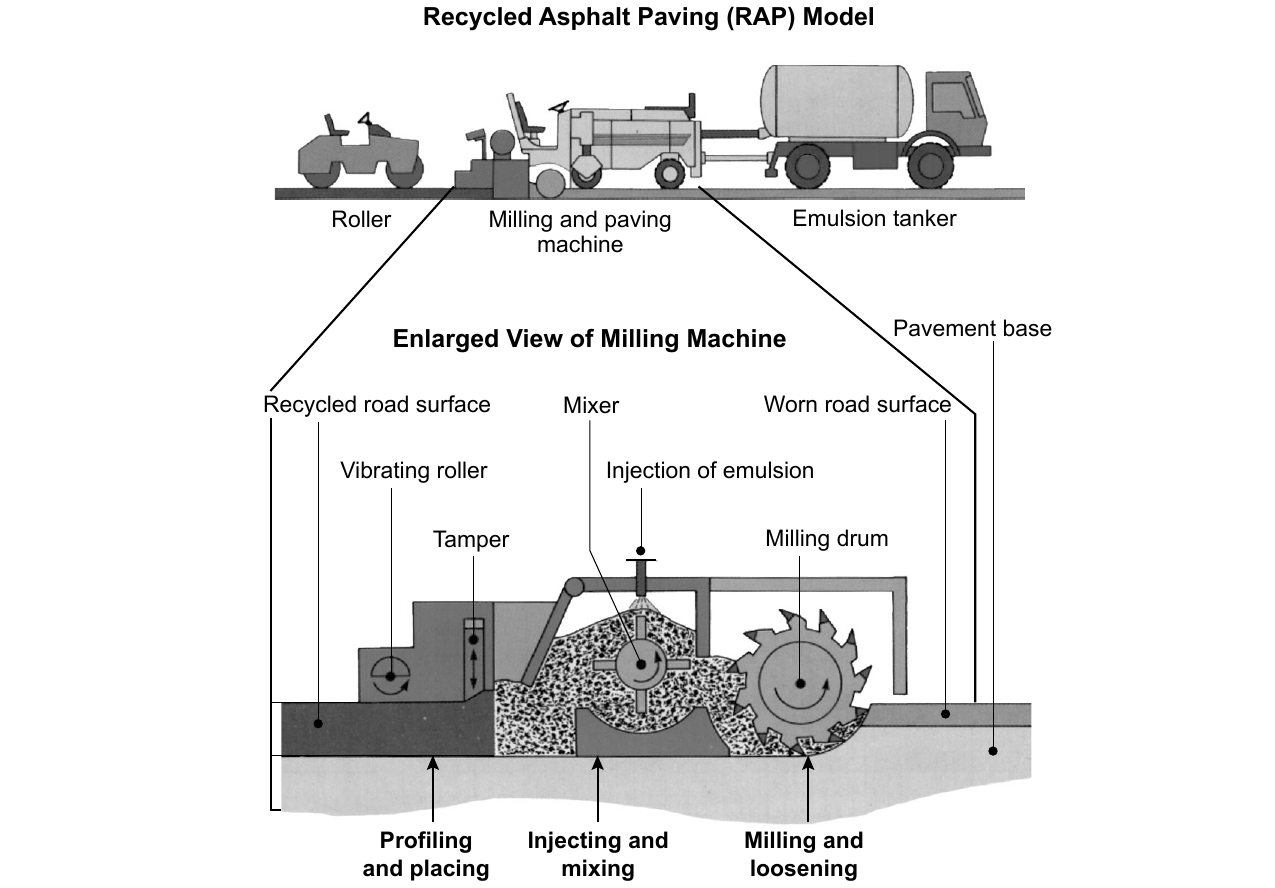 Recycled Asphalt Paving (RAP) Model
Roller
Milling and paving
machine
Emulsion tanker
Enlarged View of Milling Machine
Pavement base
Recycled road surface
Mixer
Worn road surface
Vibrating roller
Injection of emulsion
Tamper
Milling drum
Profiling
and placing
Injecting and
mixing
Milling and
loosening